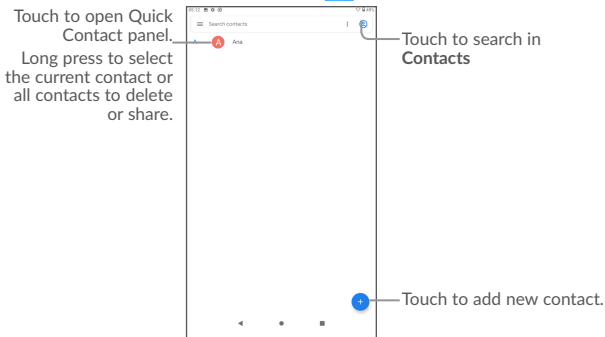 Touch to open Quick
Contact panel.
Long press to select
the current contact or
all contacts to delete
or share.
Search contacts
A
Ana
Touch to search in
Contacts
Touch to add new contact.